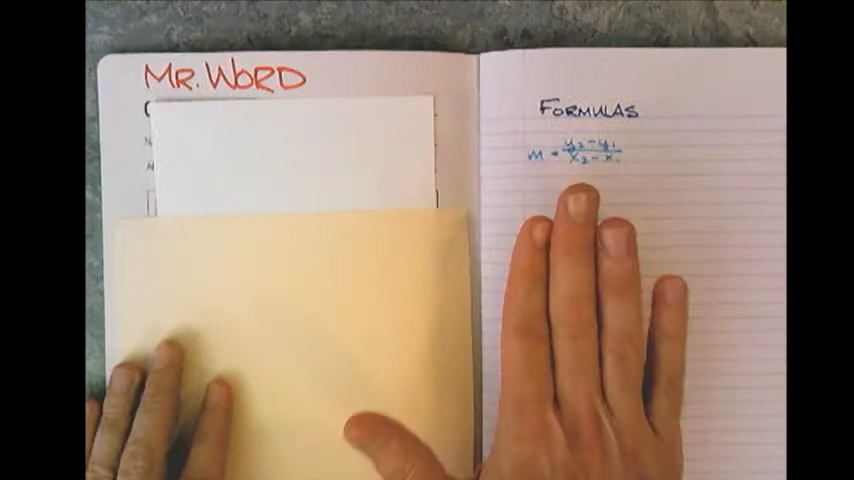 MR. WORD
FORMULAS
m = y₂ - y₁ / x₂ - x₁